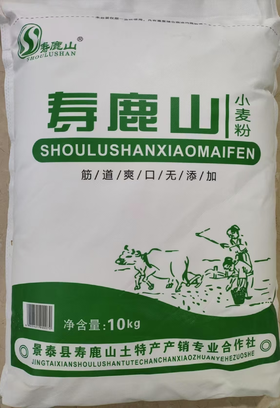 寿鹿山®
SHOULUSHAN
寿鹿山
小麦粉
SHOULUSHANXIAOMAIFEN
筋/道/爽/口/无/添/加
净含量:10kg
景泰县寿鹿山土特产产销专业合作社
JINGTAIXIANSHOULUSHANTUTECHANCHANXIAOZHUANYEHEZUOSHE